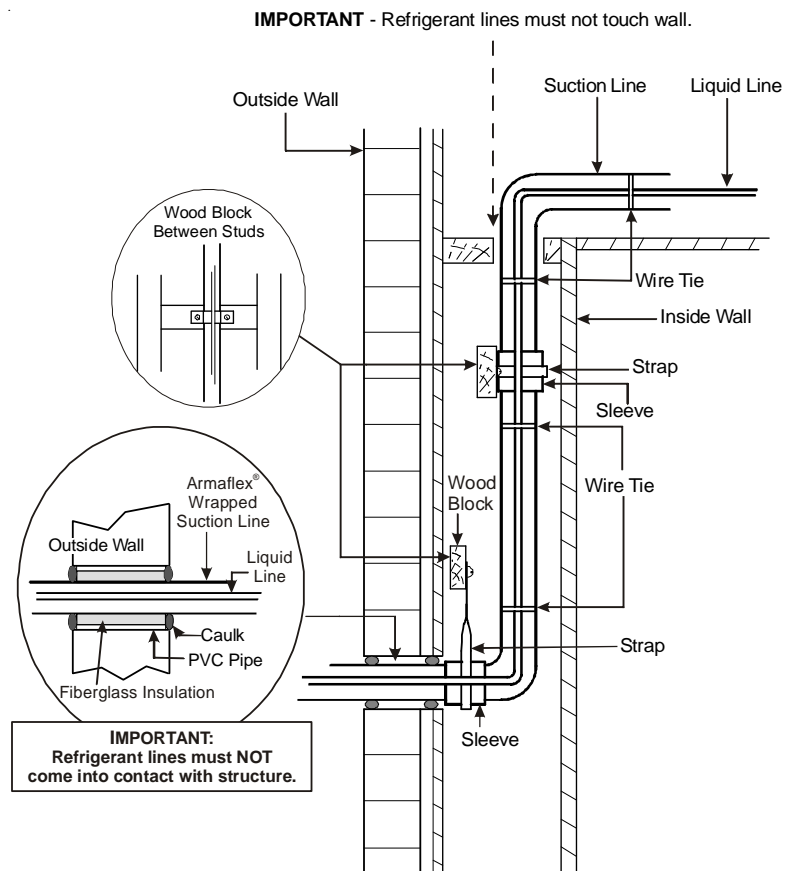 IMPORTANT - Refrigerant lines must not touch wall.
Suction Line
Liquid Line
Outside Wall
Wood Block
Between Studs
Wire Tie
Inside Wall
Strap
Sleeve
Wood
Block
Wire Tie
Armaflex®
Wrapped
Suction Line
Outside Wall
Liquid
Line
Caulk
PVC Pipe
Fiberglass Insulation
Strap
Sleeve
IMPORTANT:
Refrigerant lines must NOT
come into contact with structure.